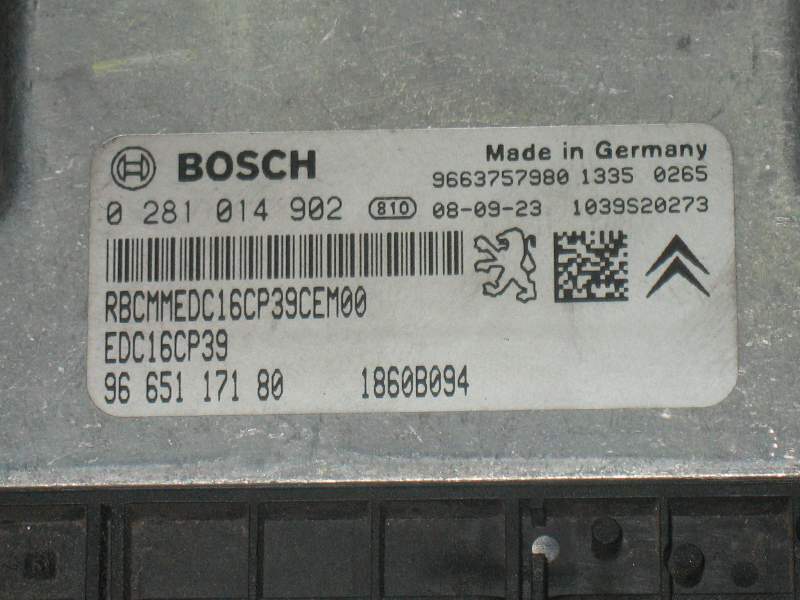 BOSCH
Made in Germany
9663757980 1335 0265
0 281 014 902 810 08-09-23 1039S20273
RBCMMEDC16CP39CEM00
EDC16CP39
96 651 171 80 1860B094